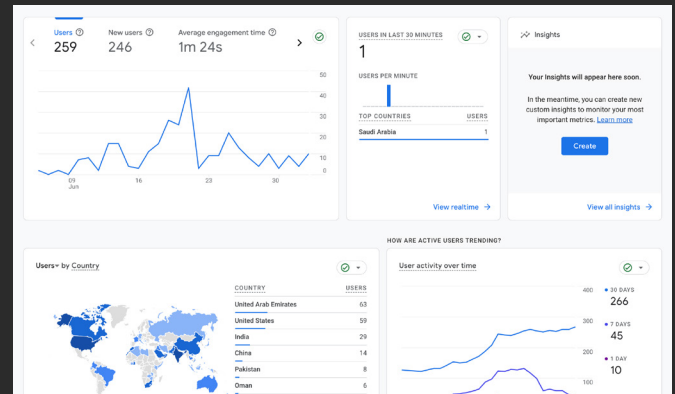 Users
259
New users
246
Average engagement time
1m 24s
50
40
30
20
10
0
09
Jun
16
23
30
USERS IN LAST 30 MINUTES
1
USERS PER MINUTE
TOP COUNTRIES USERS
Saudi Arabia 1
View realtime
Insights
Your Insights will appear here soon.
In the meantime, you can create new
custom insights to monitor your most
important metrics. Learn more
Create
View all insights
Users by Country
COUNTRY USERS
United Arab Emirates 63
United States 59
India 29
China 14
Pakistan 8
Oman 6
HOW ARE ACTIVE USERS TRENDING?
User activity over time
400
300
200
100
30 DAYS
266
7 DAYS
45
1 DAY
10